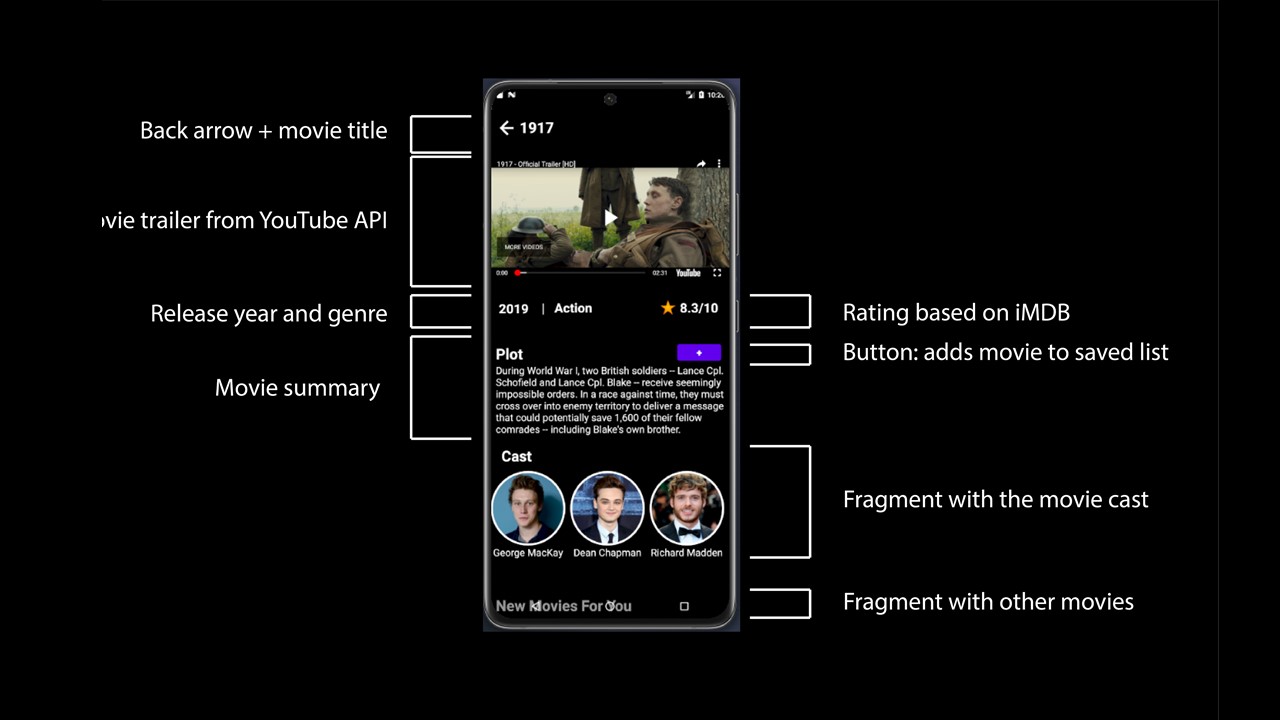 10:2
Back arrow + movie title
1917
1917 - Official Trailer [HD]
ovie trailer from YouTube API
MORE VIDEOS
0:00
02:31
YouTube
Release year and genre
2019 | Action
8.3/10
Rating based on iMDB
Button: adds movie to saved list
Plot
+
Movie summary
During World War I, two British soldiers -- Lance Cpl.
Schofield and Lance Cpl. Blake -- receive seemingly
impossible orders. In a race against time, they must
cross over into enemy territory to deliver a message
that could potentially save 1,600 of their fellow
comrades -- including Blake's own brother.
Cast
Fragment with the movie cast
George MacKay
Dean Chapman
Richard Madden
New Movies For You
Fragment with other movies